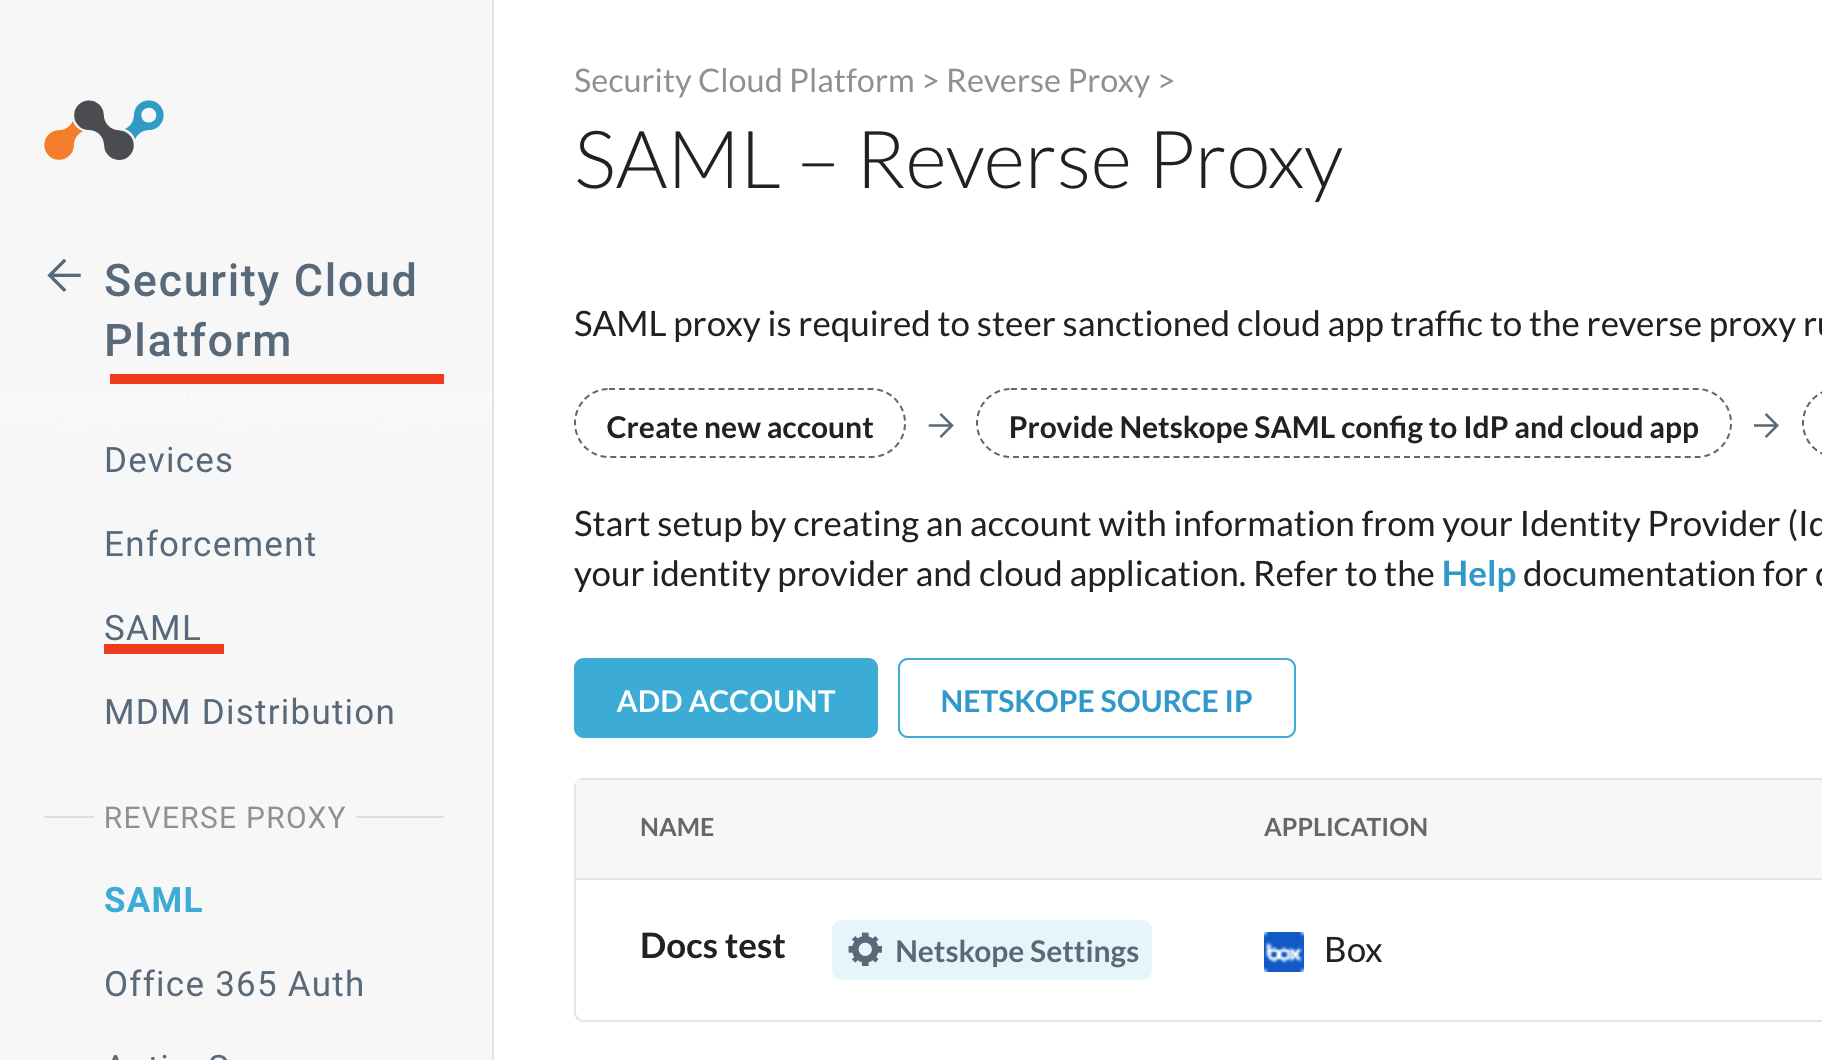 Security Cloud
Platform
Devices
Enforcement
SAML
MDM Distribution
REVERSE PROXY
SAML
Office 365 Auth
Security Cloud Platform > Reverse Proxy >
SAML – Reverse Proxy
SAML proxy is required to steer sanctioned cloud app traffic to the reverse proxy
Create new account → Provide Netskope SAML config to IdP and cloud app →
Start setup by creating an account with information from your Identity Provider
your identity provider and cloud application. Refer to the Help documentation for
ADD ACCOUNT NETSKOPE SOURCE IP
NAME APPLICATION
Docs test Netskope Settings box Box